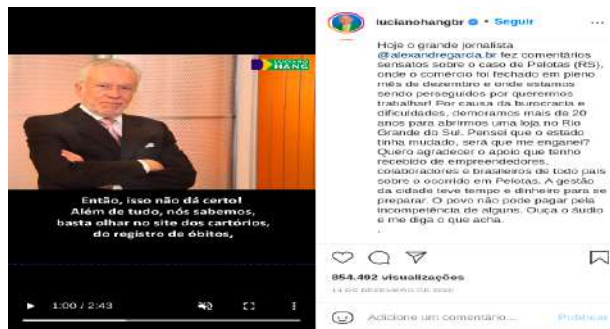 LUCIANO HANG
Então, isso não dá certo!
Além de tudo, nós sabemos,
basta olhar no site dos cartórios,
do registro de óbitos,
1:00 / 2:43
lucianohangbr • Seguir
Hoje o grande jornalista
@alexandregarcia.br fez comentários
sensatos sobre o caso de Pelotas (RS),
onde o comércio foi fechado em pleno
mês de dezembro e onde estamos
sendo perseguidos por querermos
trabalhar! Por causa da burocracia e
dificuldades, demoramos mais de 20
anos para abrirmos uma loja no Rio
Grande do Sul. Pensei que o estado
tinha mudado, será que me enganei?
Quero agradecer o apoio que tenho
recebido de empreendedores,
colaboradores e brasileiros de todo país
sobre o ocorrido em Pelotas. A gestão
da cidade teve tempo e dinheiro para se
preparar. O povo não pode pagar pela
incompetência de alguns. Ouça o áudio
e me diga o que acha.
.
854.492 visualizações
DE DEZEMBRO DE 2020
Adicione um comentário...
Publicar